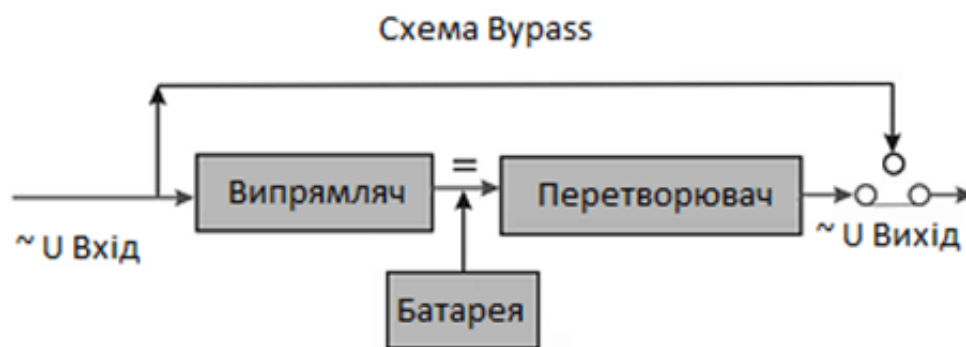 Схема Bypass
=
Випрямляч
Перетворювач
~ U Вхід
~ U Вихід
Батарея